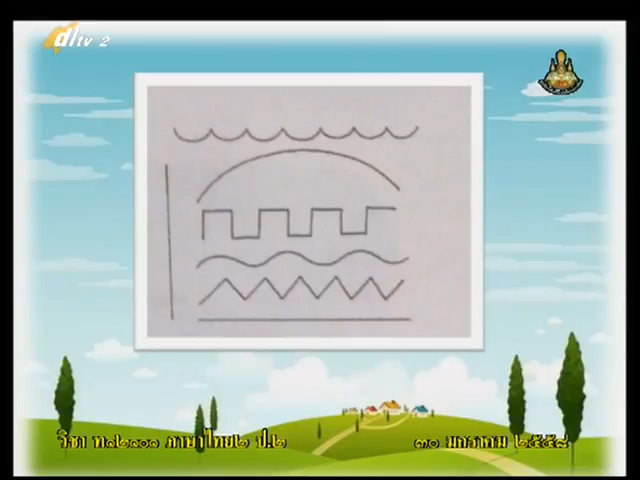 dltv 2
วิชา ท๑๒๑๐๑ ภาษาไทย๒ ป.๒
๓๐ มกราคม ๒๕๕๘